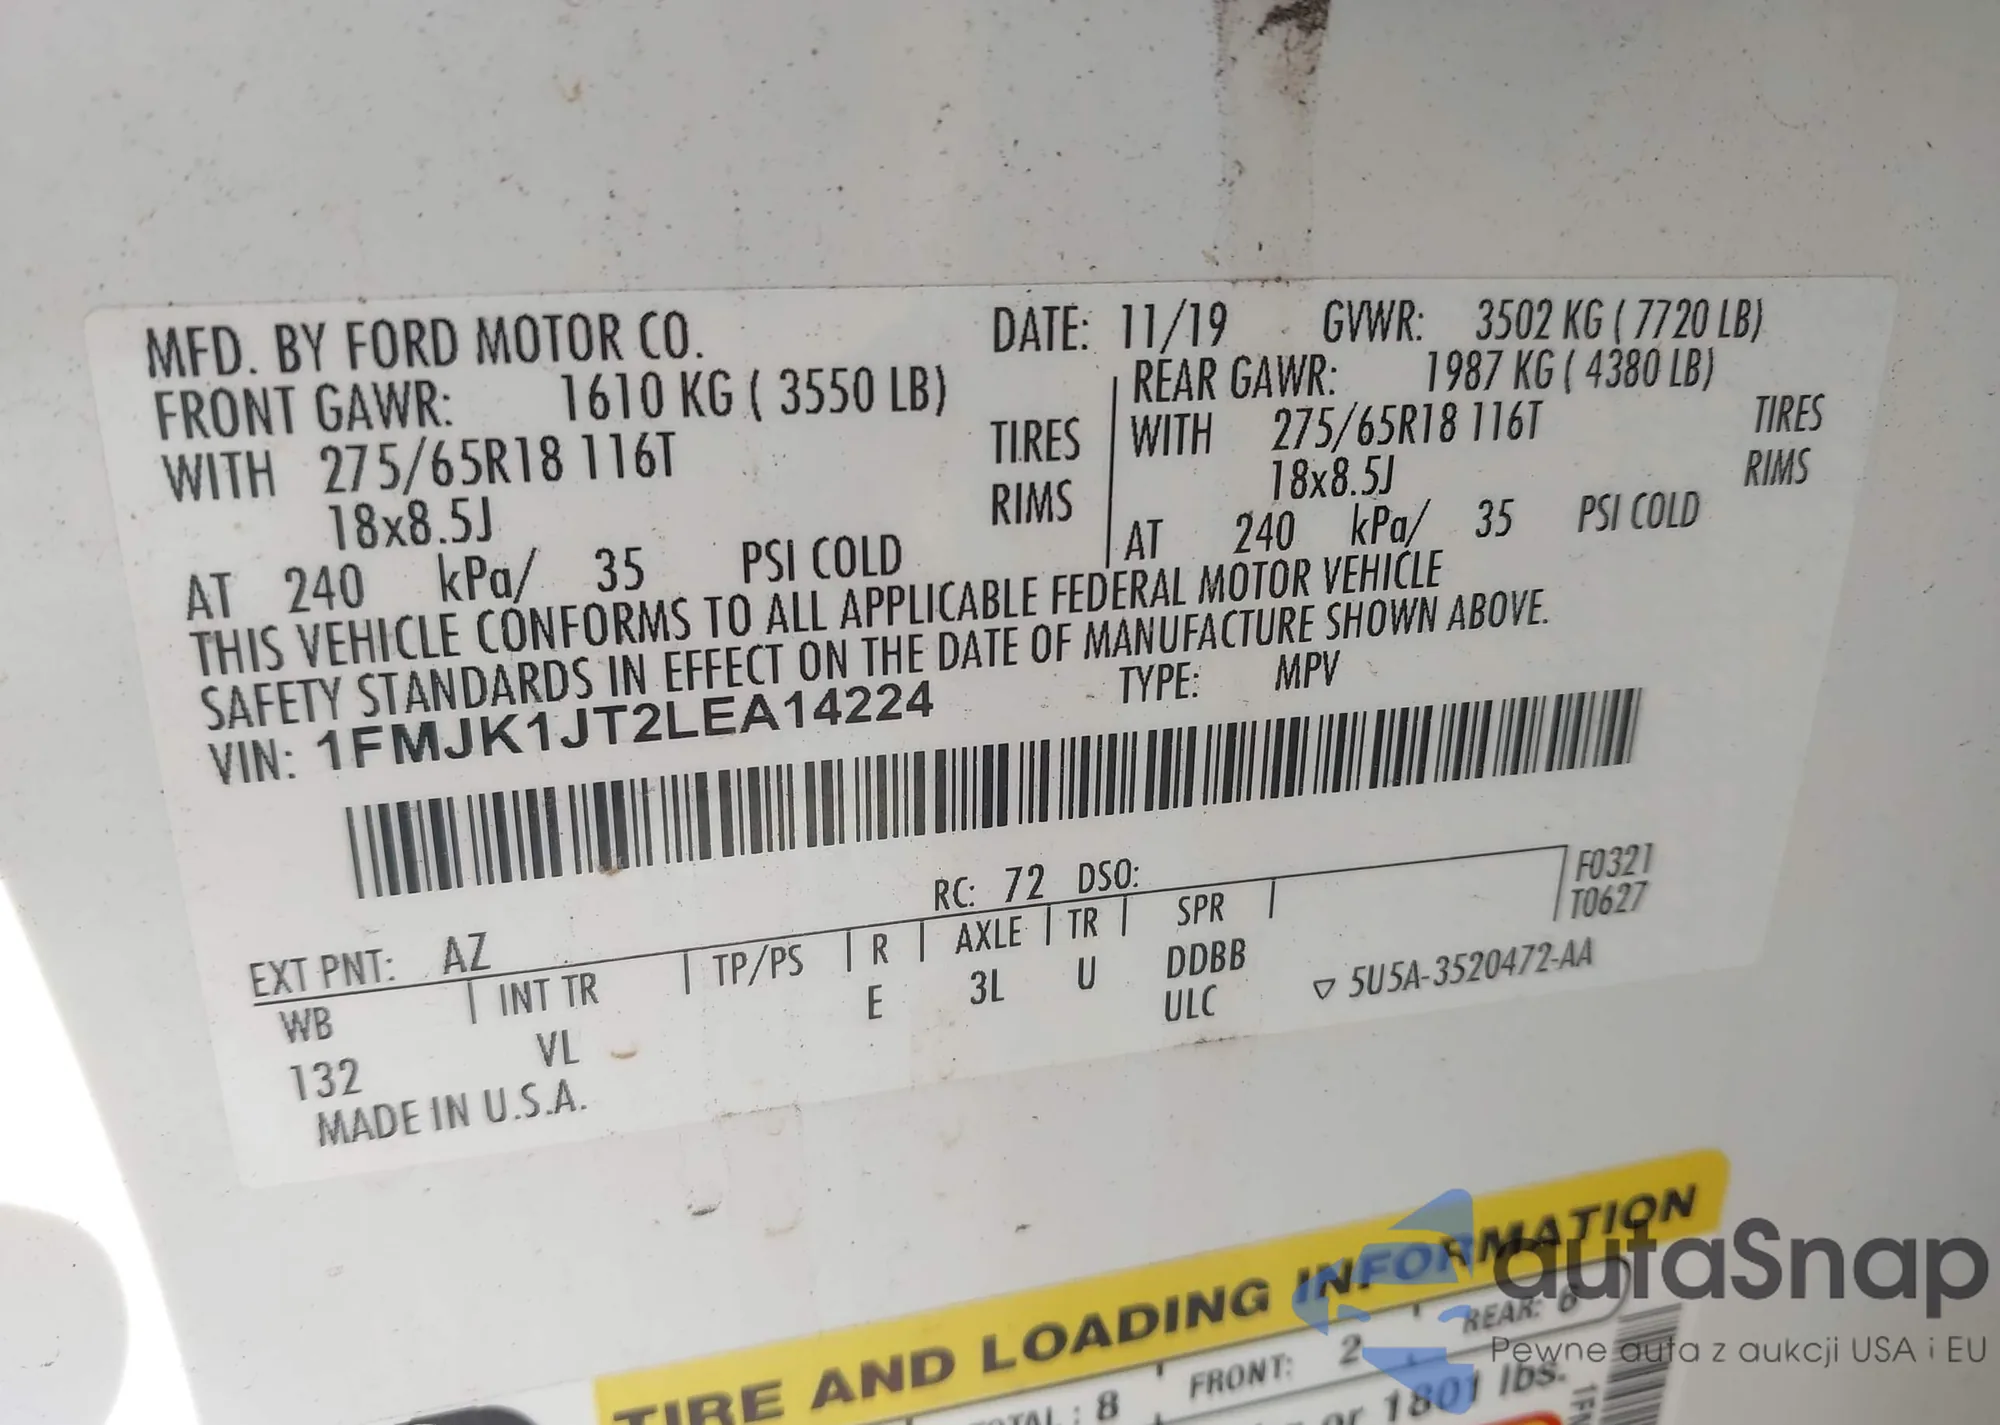 MFD. BY FORD MOTOR CO. DATE: 11/19 GVWR: 3502 KG ( 7720 LB)
FRONT GAWR: 1610 KG ( 3550 LB) REAR GAWR: 1987 KG ( 4380 LB)
WITH 275/65R18 116T TIRES WITH 275/65R18 116T TIRES
18x8.5J RIMS 18x8.5J RIMS
AT 240 kPa/ 35 PSI COLD AT 240 kPa/ 35 PSI COLD
THIS VEHICLE CONFORMS TO ALL APPLICABLE FEDERAL MOTOR VEHICLE
SAFETY STANDARDS IN EFFECT ON THE DATE OF MANUFACTURE SHOWN ABOVE.
VIN: 1FMJK1JT2LEA14224 TYPE: MPV
EXT PNT: AZ RC: 72 DSO: F0321
WB INT TR TP/PS R AXLE TR SPR T0627
132 VL E 3L U DDBB
ULC ▽ 5U5A-3520472-AA
MADE IN U.S.A.
TIRE AND LOADING INFORMATION
: 8 FRONT: 2 REAR: 6
or 1801 lbs.
autaSnap
Pewne auta z aukcji USA i EU